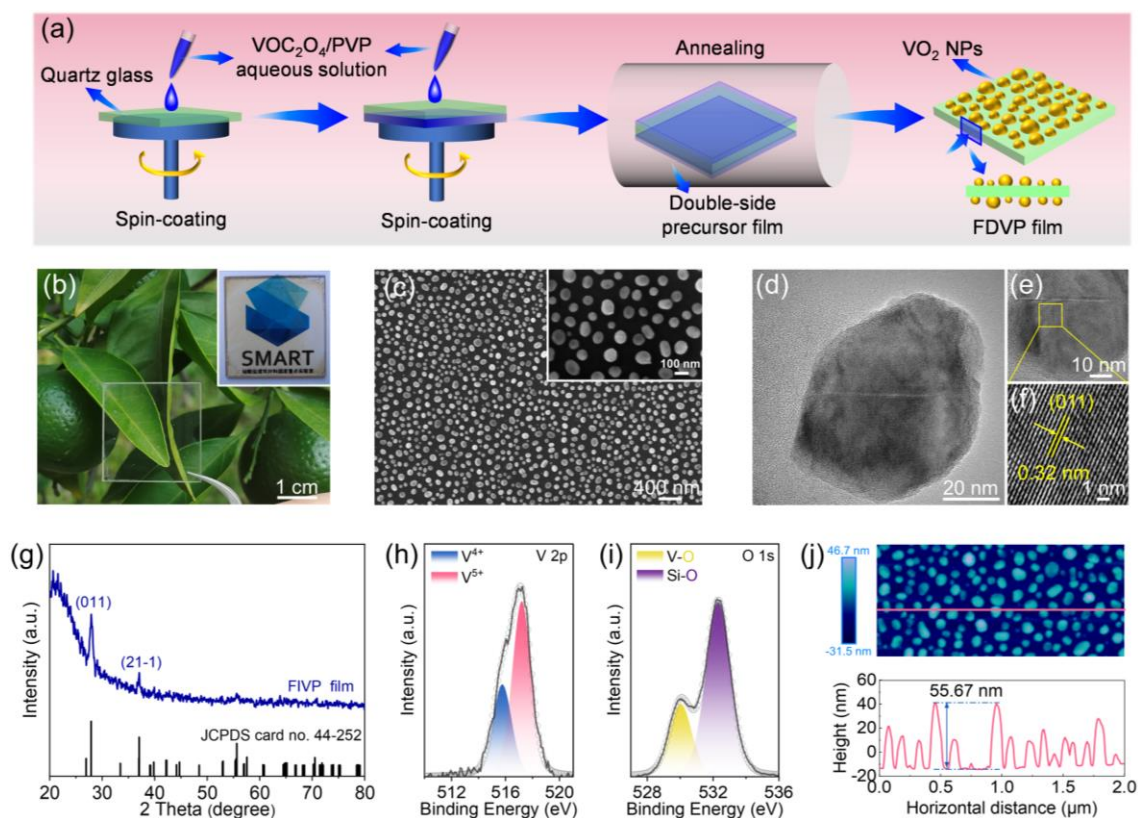 (a)
VOC₂O₄/PVP
aqueous solution
Quartz glass
Spin-coating
Spin-coating
Annealing
Double-side
precursor film
VO₂ NPs
FDVP film
(b)
SMART
1 cm
(c)
100 nm
400 nm
(d)
20 nm
(e)
10 nm
(f)
(011)
0.32 nm
1 nm
(g)
Intensity (a.u.)
(011)
(21-1)
FIVP film
JCPDS card no. 44-252
20 30 40 50 60 70 80
2 Theta (degree)
(h)
V⁴⁺
V⁵⁺
V 2p
Intensity (a.u.)
512 516 520
Binding Energy (eV)
(i)
V-O
Si-O
O 1s
Intensity (a.u.)
528 532 536
Binding Energy (eV)
(j)
46.7 nm
-31.5 nm
55.67 nm
Height (nm)
60
40
20
0
-20
0.0 0.5 1.0 1.5 2.0
Horizontal distance (µm)